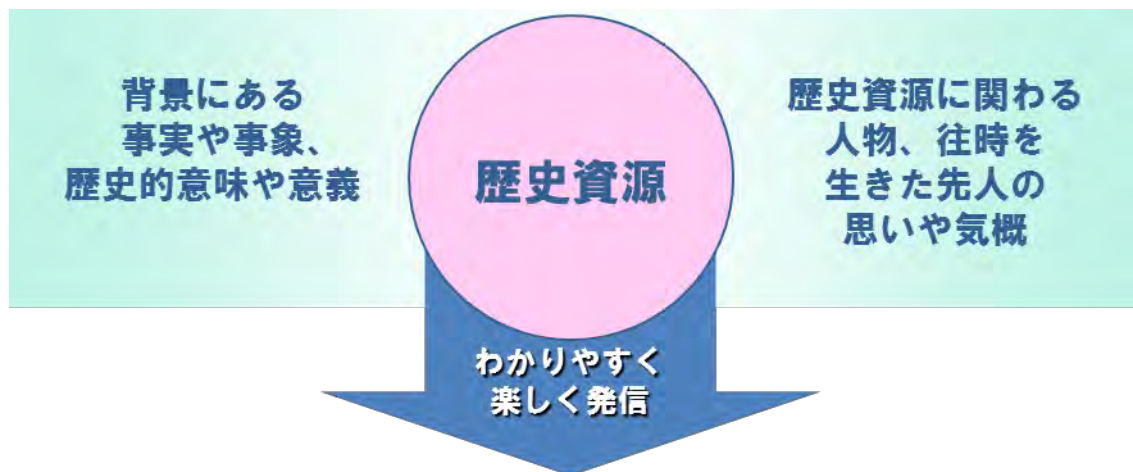 背景にある
事実や事象、
歴史的意味や意義
歴史資源
歴史資源に関わる
人物、往時を
生きた先人の
思いや気概
わかりやすく
楽しく発信